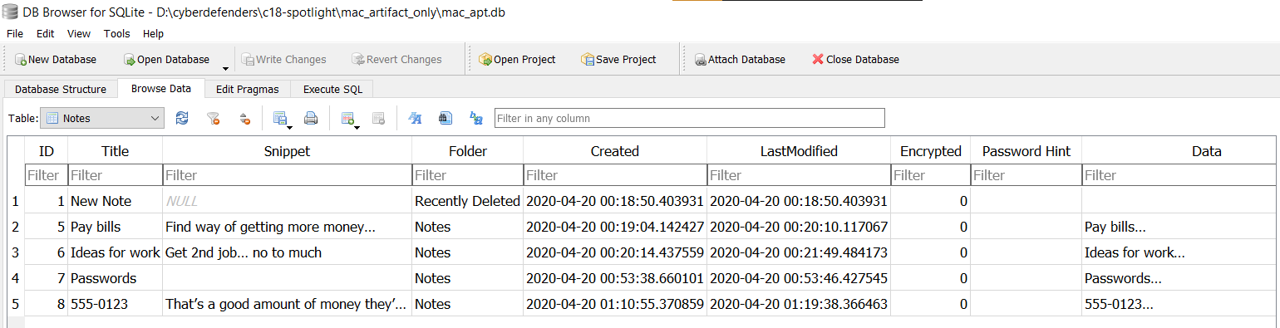 DB Browser for SQLite - D:\cyberdefenders\c18-spotlight\mac_artifact_only\mac_apt.db
File Edit View Tools Help
New Database Open Database Write Changes Revert Changes Open Project Save Project Attach Database Close Database
Database Structure Browse Data Edit Pragmas Execute SQL
Table: Notes Filter in any column
ID Title Snippet Folder Created LastModified Encrypted Password Hint Data
Filter Filter Filter Filter Filter Filter Filter Filter Filter
1 1 New Note NULL Recently Deleted 2020-04-20 00:18:50.403931 2020-04-20 00:18:50.403931 0
2 5 Pay bills Find way of getting more money... Notes 2020-04-20 00:19:04.142427 2020-04-20 00:20:10.117067 0 Pay bills...
3 6 Ideas for work Get 2nd job... no to much Notes 2020-04-20 00:20:14.437559 2020-04-20 00:21:49.484173 0 Ideas for work...
4 7 Passwords Notes 2020-04-20 00:53:38.660101 2020-04-20 00:53:46.427545 0 Passwords...
5 8 555-0123 That’s a good amount of money they’... Notes 2020-04-20 01:10:55.370859 2020-04-20 01:19:38.366463 0 555-0123...